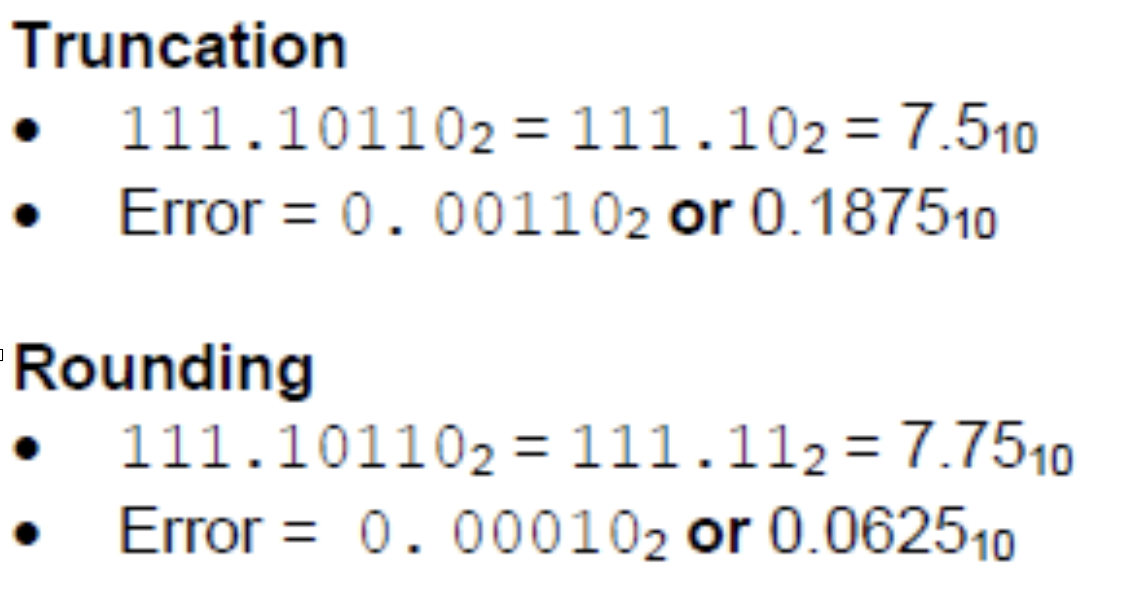 Truncation
• 111.10110₂ = 111.10₂ = 7.5₁₀
• Error = 0. 00110₂ or 0.1875₁₀
Rounding
• 111.10110₂ = 111.11₂ = 7.75₁₀
• Error = 0. 00010₂ or 0.0625₁₀